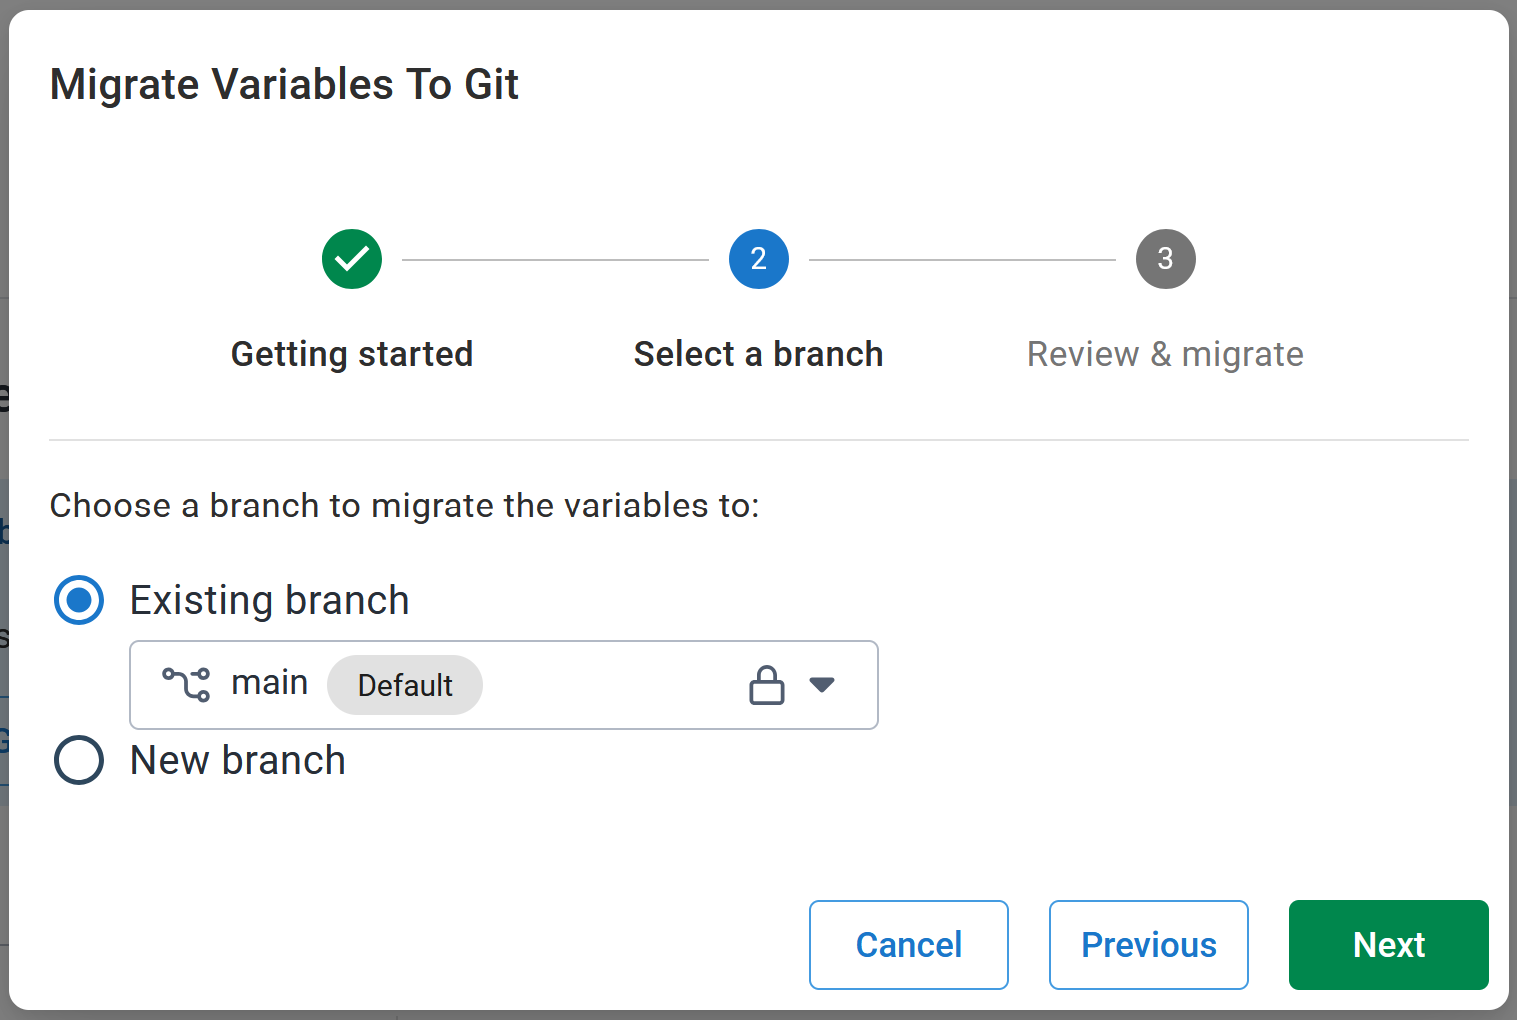 Migrate Variables To Git
2
3
Getting started
Select a branch
Review & migrate
Choose a branch to migrate the variables to:
Existing branch
main
Default
New branch
Cancel
Previous
Next